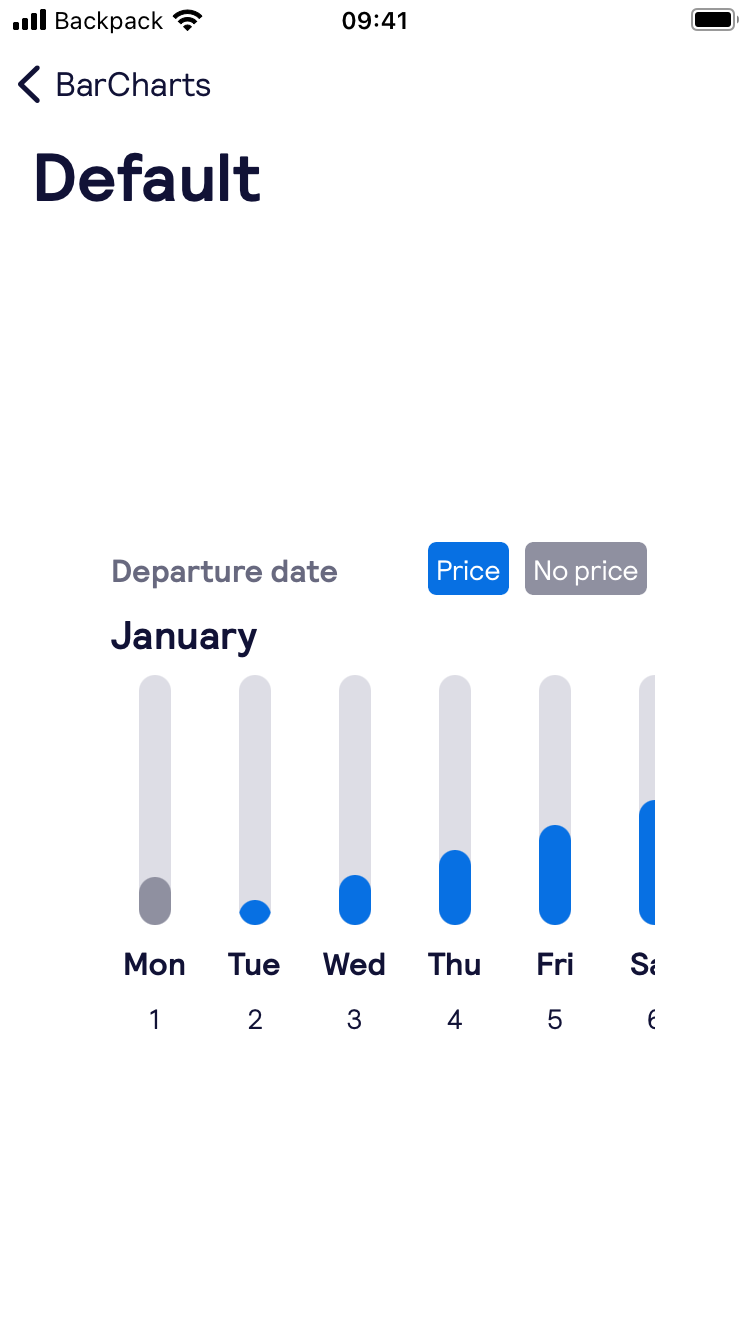 Backpack 09:41
BarCharts
Default
Departure date Price No price
January
Mon Tue Wed Thu Fri
1 2 3 4 5